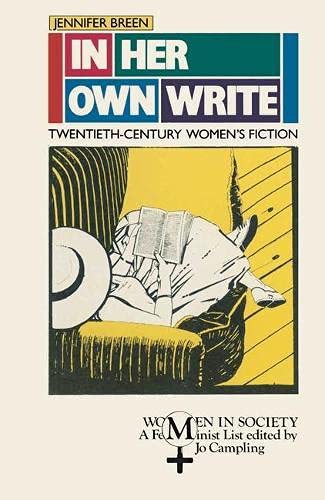 JENNIFER BREEN
IN HER
OWN WRITE
TWENTIETH-CENTURY WOMEN'S FICTION
WOMEN IN SOCIETY
A Feminist List edited by
Jo Campling